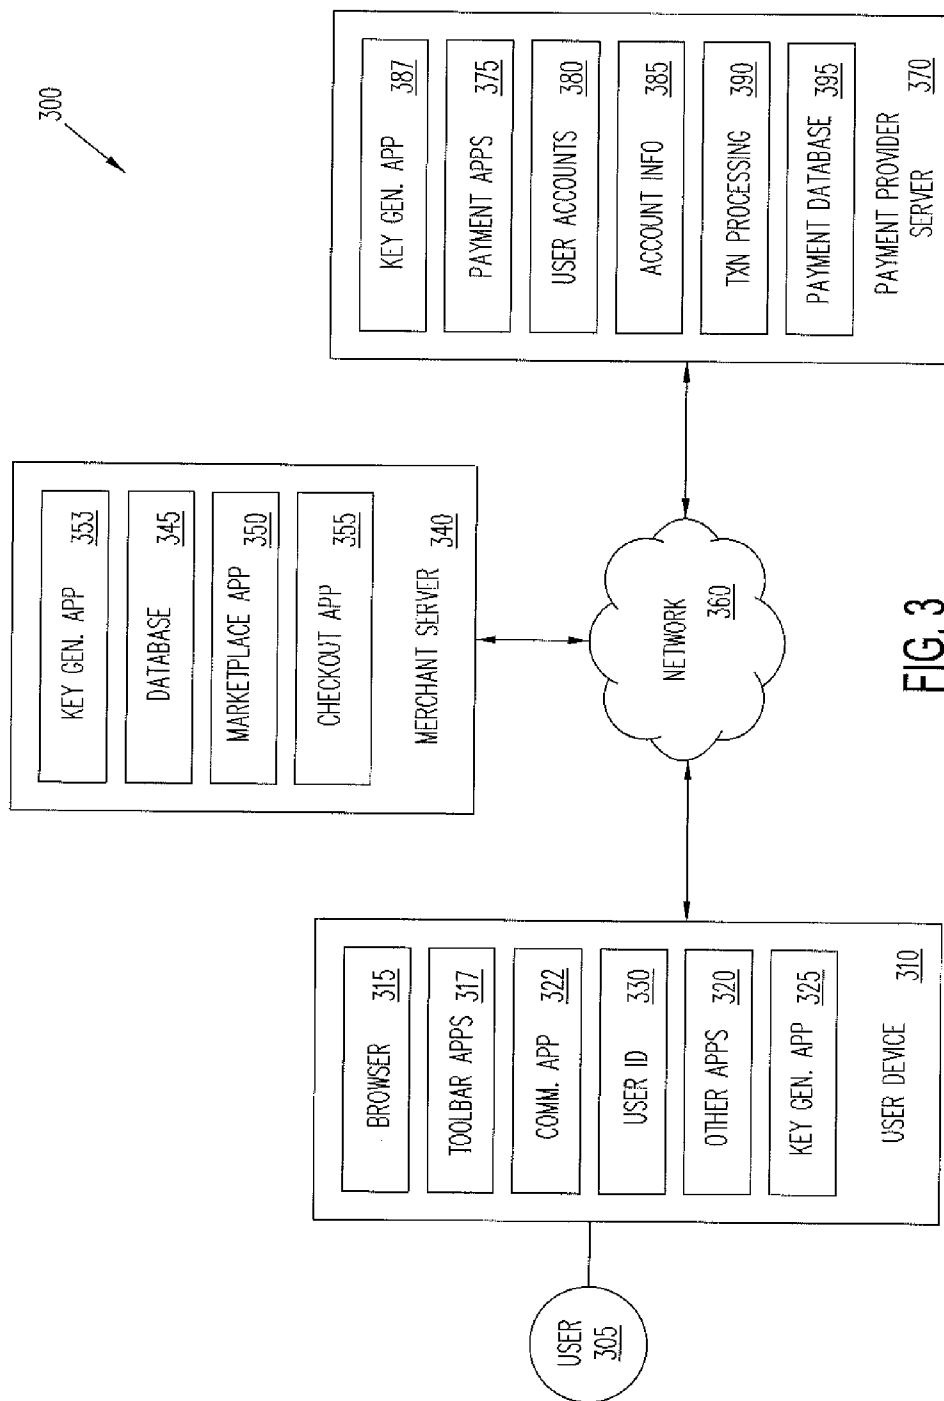 300
KEY GEN. APP 353
DATABASE 345
MARKETPLACE APP 350
CHECKOUT APP 355
MERCHANT SERVER 340
USER
305
BROWSER 315
TOOLBAR APPS 317
COMM. APP 322
USER ID 330
OTHER APPS 320
KEY GEN. APP 325
USER DEVICE 310
NETWORK
360
KEY GEN. APP 387
PAYMENT APPS 375
USER ACCOUNTS 380
ACCOUNT INFO 385
TXN PROCESSING 390
PAYMENT DATABASE 395
PAYMENT PROVIDER
SERVER 370
FIG. 3